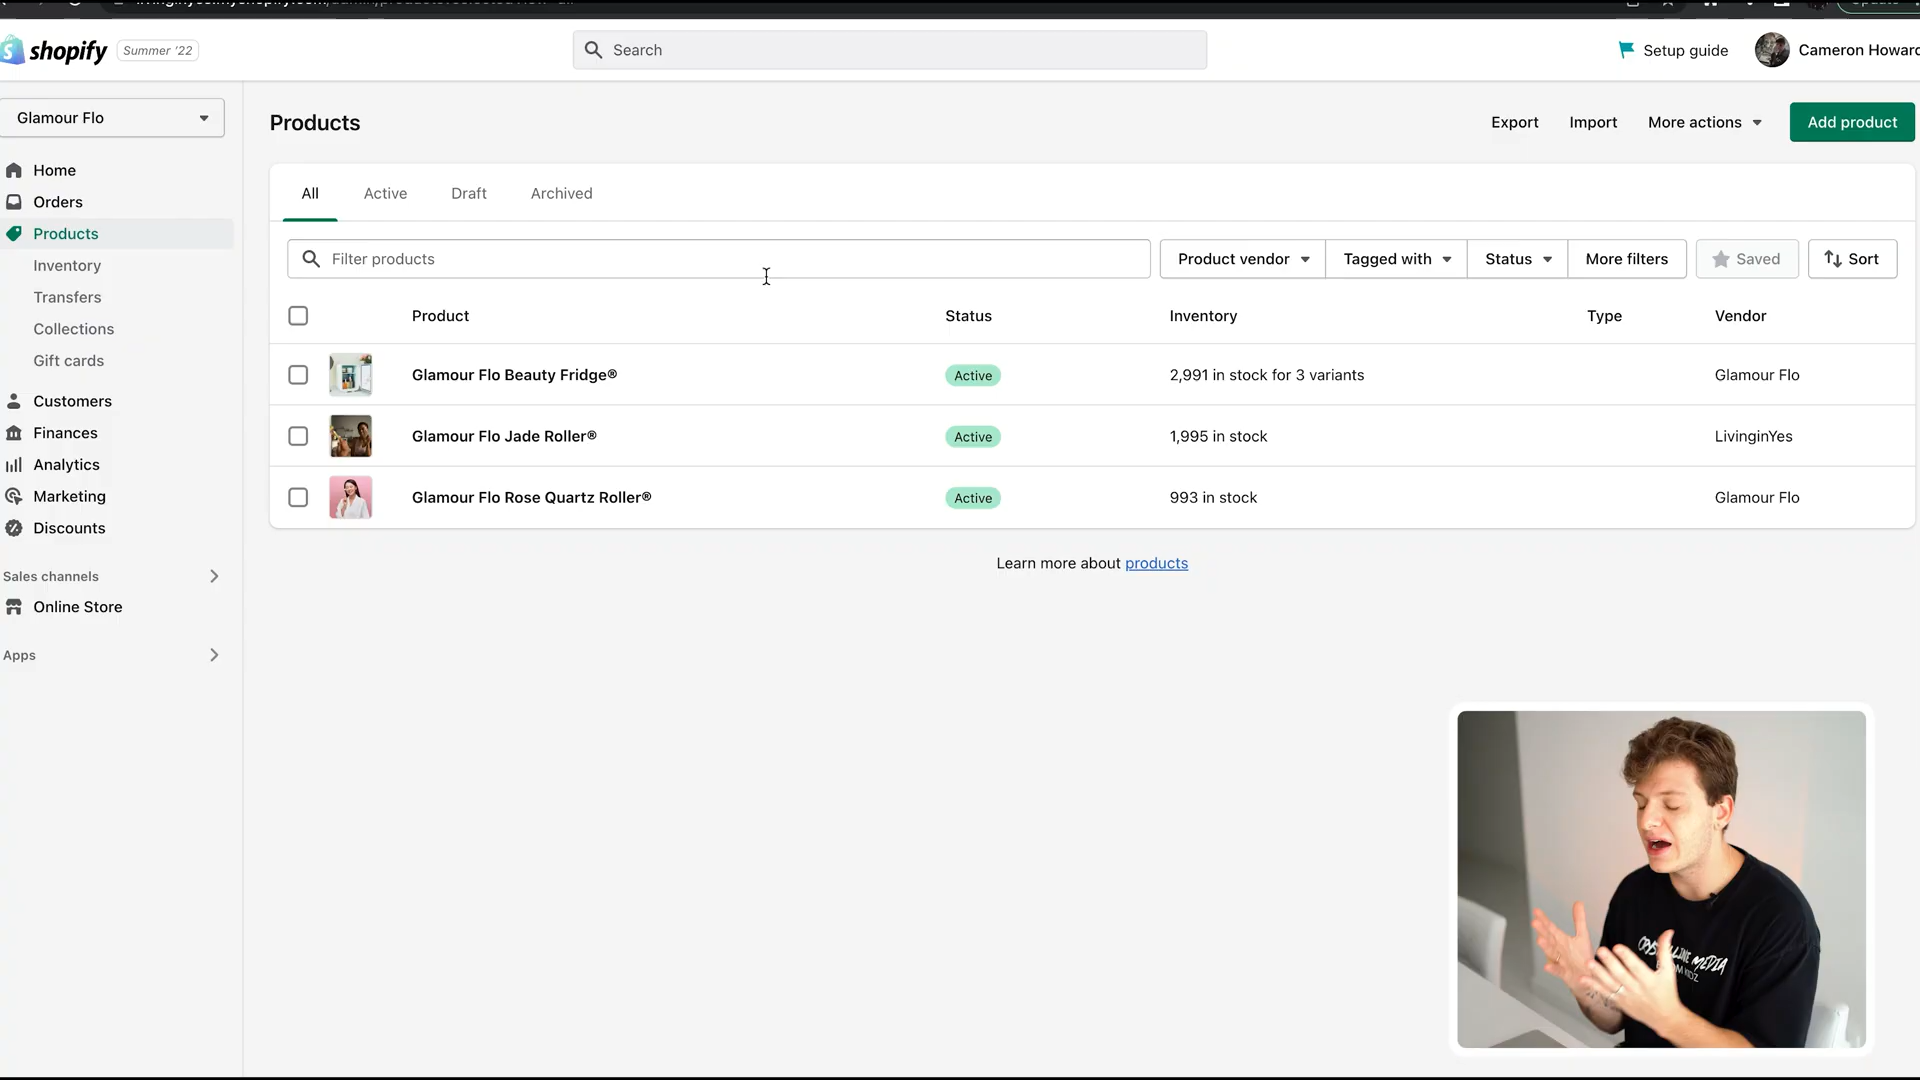 shopify
Summer '22
Search
Setup guide
Cameron Howard
Glamour Flo
Home
Orders
Products
Inventory
Transfers
Collections
Gift cards
Customers
Finances
Analytics
Marketing
Discounts
Sales channels
Online Store
Apps
Products
Export
Import
More actions
Add product
All
Active
Draft
Archived
Filter products
Product vendor
Tagged with
Status
More filters
Saved
Sort
Product
Status
Inventory
Type
Vendor
Glamour Flo Beauty Fridge®
Active
2,991 in stock for 3 variants
Glamour Flo
Glamour Flo Jade Roller®
Active
1,995 in stock
LivinginYes
Glamour Flo Rose Quartz Roller®
Active
993 in stock
Glamour Flo
Learn more about products
MEDIA